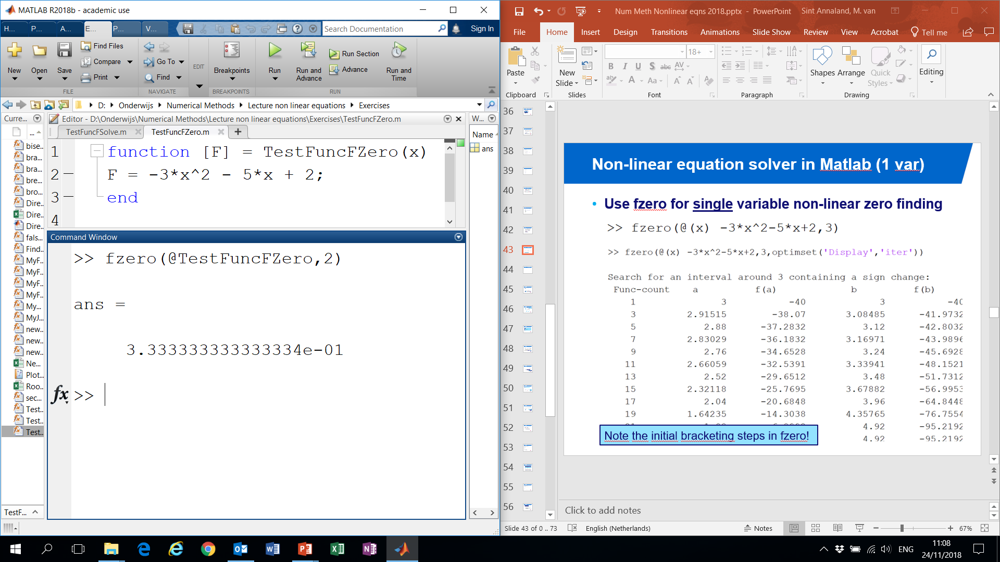 MATLAB R2018b - academic use
H... P... A... E... P... V...
Search Documentation
Sign In
New
Open
Save
Find Files
Compare
Print
Go To
Find
EDIT
Breakpoints
Run
Run and Advance
Run Section
Advance
Run and Time
FILE NAVIGATE BREAKPOINTS RUN
D: Onderwijs Numerical Methods Lecture non linear equations Exercises
Curre...
Editor - D:\Onderwijs\Numerical Methods\Lecture non linear equations\Exercises\TestFuncFZero.m
W...
TestFuncFSolve.m TestFuncFZero.m +
Name
ans
...
bise...
bra...
bra...
bre...
bro...
Dire...
Dire...
Dire...
fals...
Find...
MyF...
MyF...
MyF...
MyF...
My...
MyJ...
new...
new...
new...
Ne...
Plot...
Roo...
sec...
Test...
Test...
Test...
TestF...
1 function [F] = TestFuncFZero(x)
2 F = -3*x^2 - 5*x + 2;
3 end
4
Command Window
>> fzero(@TestFuncFZero,2)
ans =
3.333333333333334e-01
fx >>
Num Meth Nonlinear eqns 2018.pptx - PowerPoint
Sint Annaland, M. van
File Home Insert Design Transitions Animations Slide Show Review View Acrobat Tell me
Paste
New Slide
18+
B I U S abc AV
A Aa A A
Shapes Arrange Quick Styles
Editing
Clipboard Slides Font Paragraph Drawing
36
37
38
39
40
41
42
43
44
45
46
47
48
49
50
51
52
53
54
55
56
Non-linear equation solver in Matlab (1 var)
• Use fzero for single variable non-linear zero finding
>> fzero(@(x) -3*x^2-5*x+2,3)
>> fzero(@(x) -3*x^2-5*x+2,3,optimset('Display','iter'))
Search for an interval around 3 containing a sign change:
Func-count a f(a) b f(b)
1 3 -40 3 -40
3 2.91515 -38.07 3.08485 -41.9732
5 2.88 -37.2832 3.12 -42.8032
7 2.83029 -36.1832 3.16971 -43.9896
9 2.76 -34.6528 3.24 -45.6928
11 2.66059 -32.5391 3.33941 -48.1521
13 2.52 -29.6512 3.48 -51.7312
15 2.32118 -25.7695 3.67882 -56.9953
17 2.04 -20.6848 3.96 -64.8448
19 1.64235 -14.3038 4.35765 -76.7554
4.92 -95.2192
4.92 -95.2192
Note the initial bracketing steps in fzero!
Click to add notes
Slide 43 of 0 .. 73 English (Netherlands) Notes 67%
ENG
11:08
24/11/2018